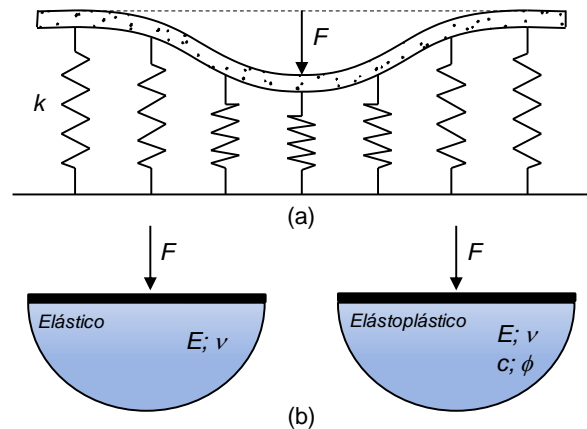 F
k
(a)
F
F
Elástico
E; ν
Elástoplástico
E; ν
c; ϕ
(b)